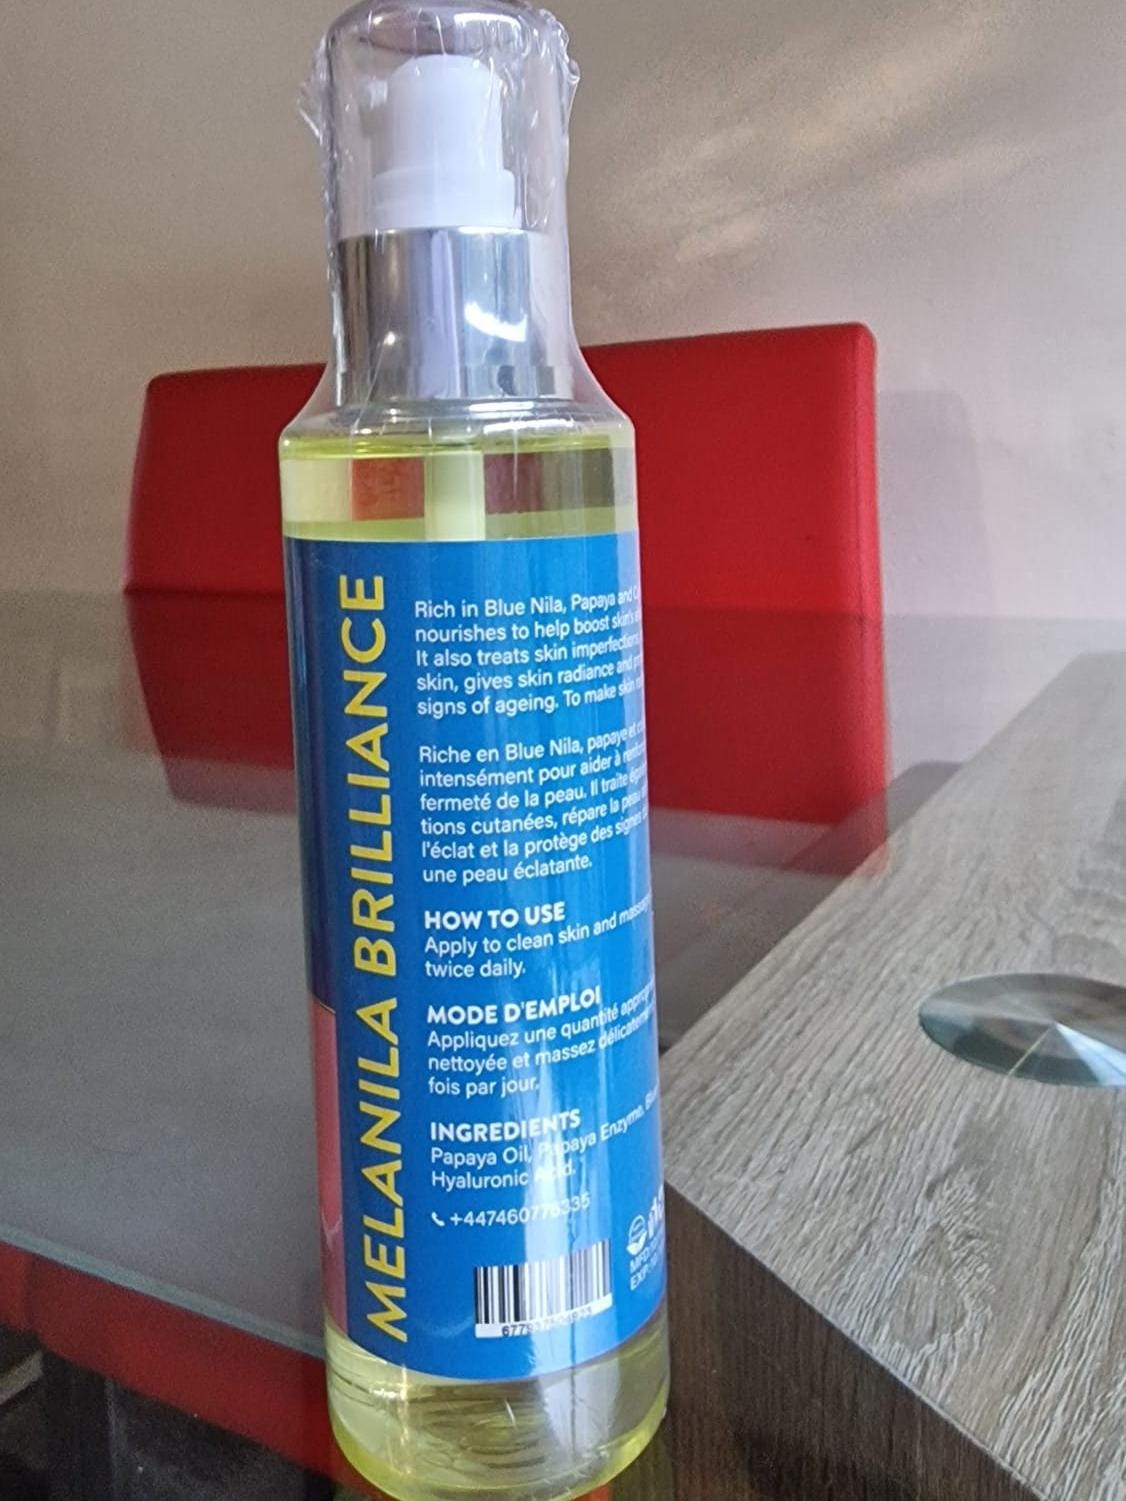 MELANILA BRILLIANCE
Rich in Blue Nila, Papaya and
nourishes to help boost skin's
It also treats skin imperfections
skin, gives skin radiance and
signs of ageing. To make skin
Riche en Blue Nila, papaye et
intensément pour aider à
fermeté de la peau. Il traite
tions cutanées, répare la peau
l'éclat et la protège des signes
une peau éclatante.
HOW TO USE
Apply to clean skin and
twice daily.
MODE D'EMPLOI
Appliquez une quantité
nettoyée et massez
fois par jour.
INGREDIENTS
Papaya Oil, Papaya Enzyme,
Hyaluronic Acid.
MFD:
EXP: